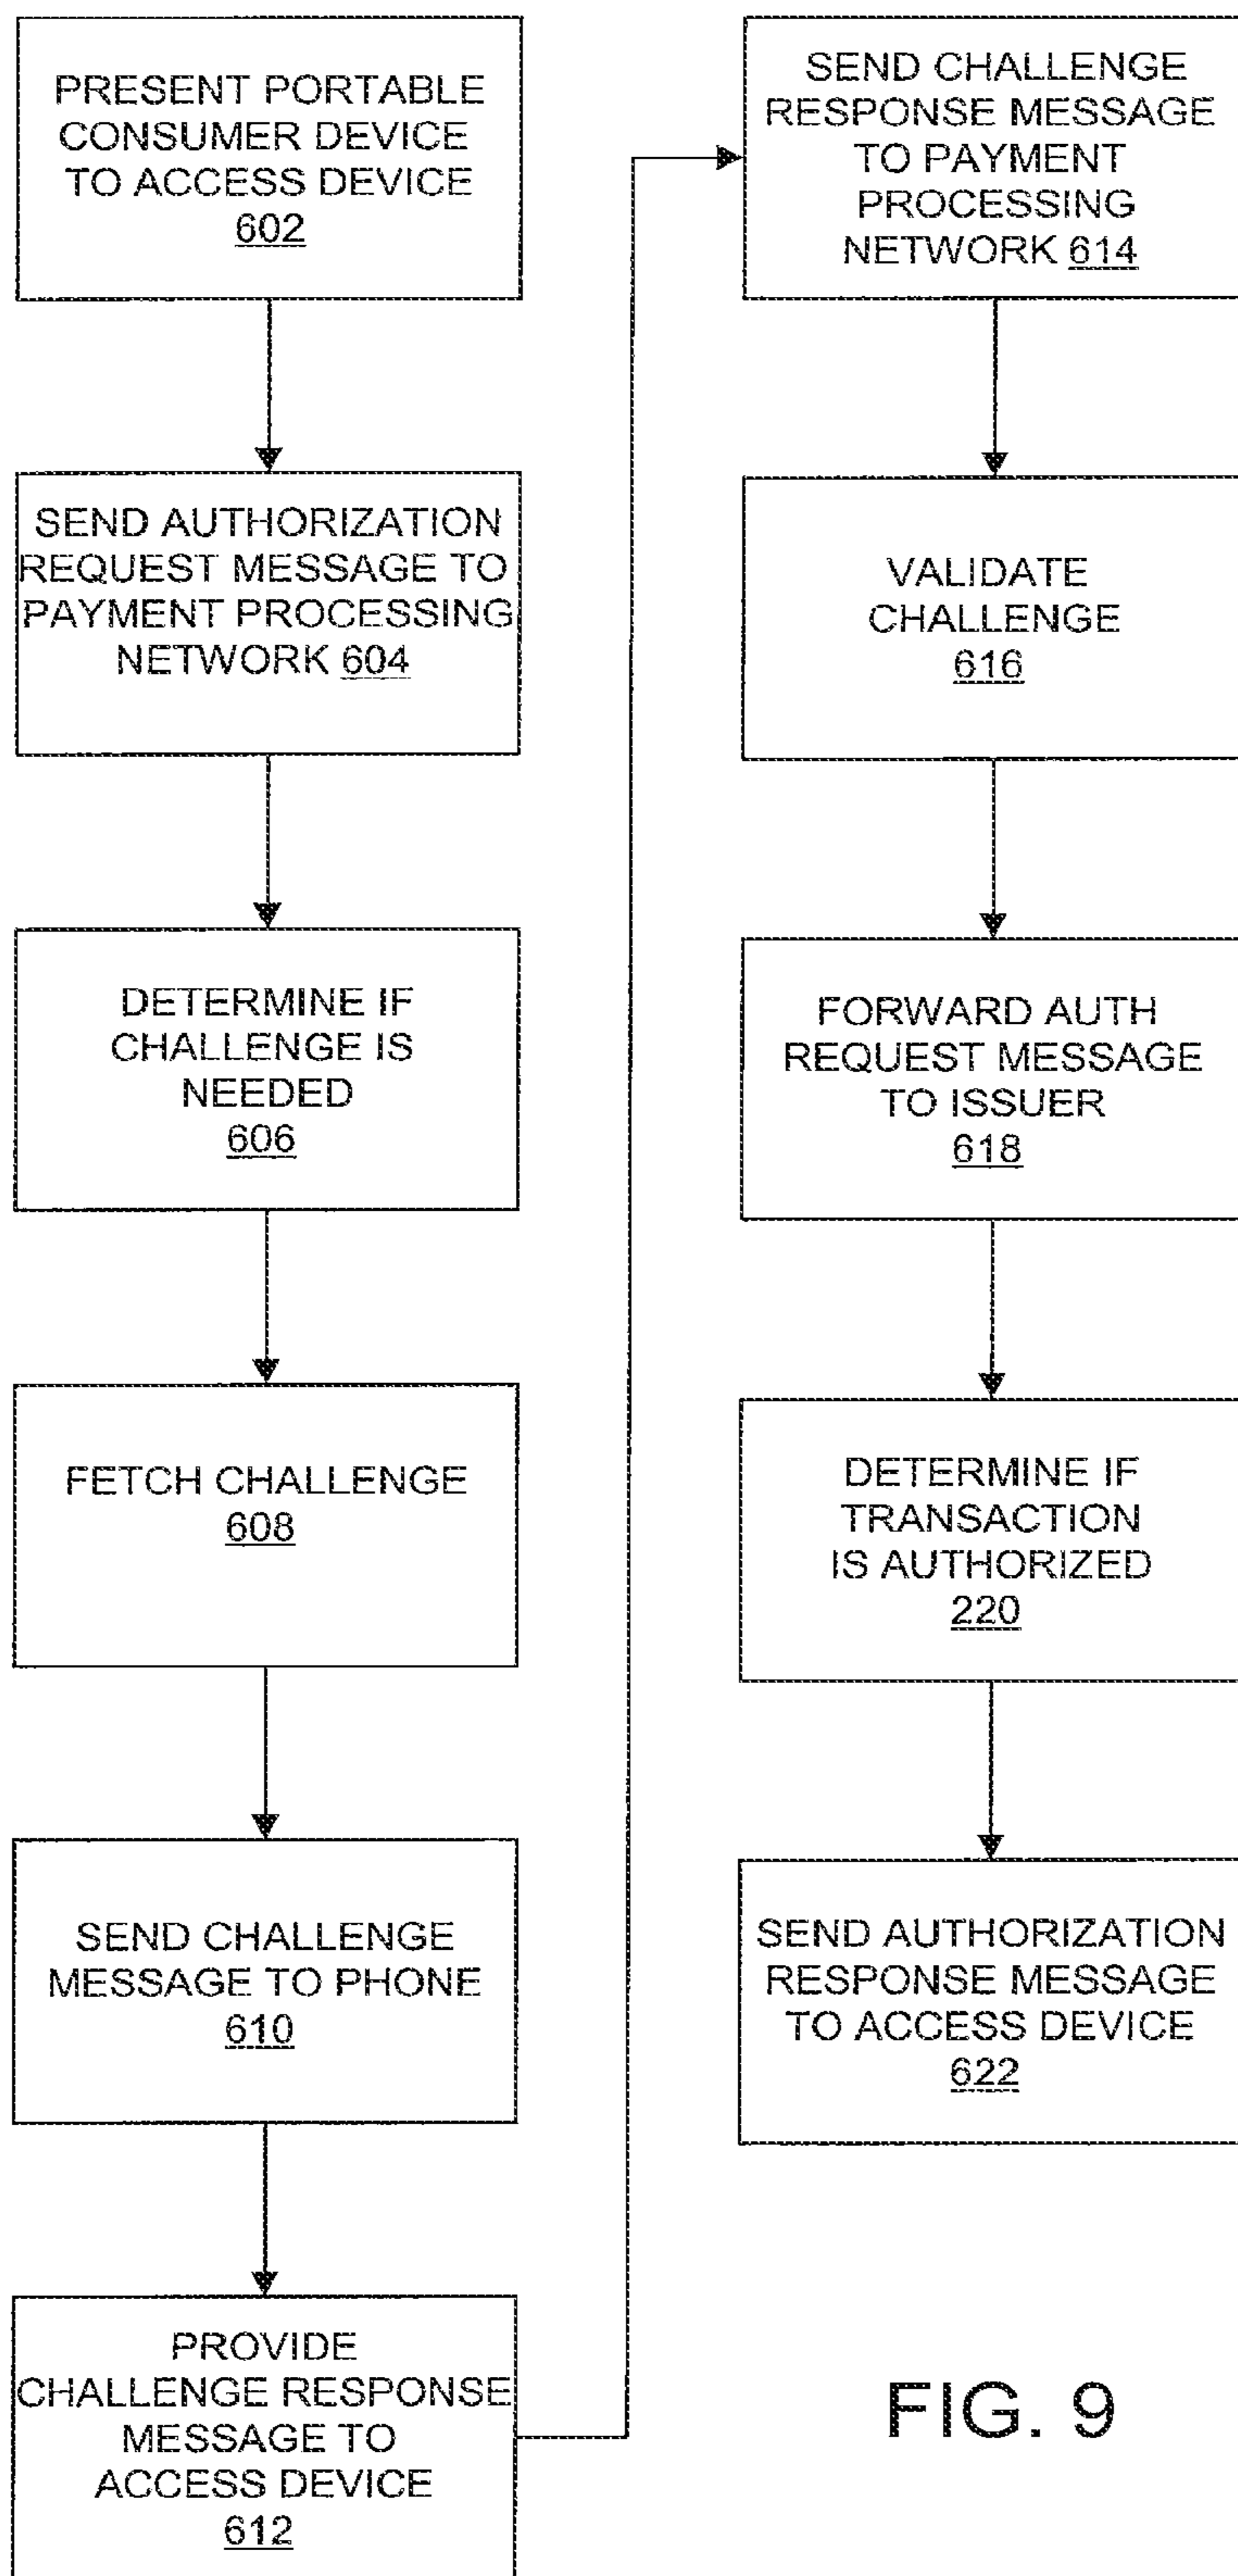 PRESENT PORTABLE
CONSUMER DEVICE
TO ACCESS DEVICE
602
SEND AUTHORIZATION
REQUEST MESSAGE TO
PAYMENT PROCESSING
NETWORK 604
DETERMINE IF
CHALLENGE IS
NEEDED
606
FETCH CHALLENGE
608
SEND CHALLENGE
MESSAGE TO PHONE
610
PROVIDE
CHALLENGE RESPONSE
MESSAGE TO
ACCESS DEVICE
612
SEND CHALLENGE
RESPONSE MESSAGE
TO PAYMENT
PROCESSING
NETWORK 614
VALIDATE
CHALLENGE
616
FORWARD AUTH
REQUEST MESSAGE
TO ISSUER
618
DETERMINE IF
TRANSACTION
IS AUTHORIZED
220
SEND AUTHORIZATION
RESPONSE MESSAGE
TO ACCESS DEVICE
622
FIG. 9